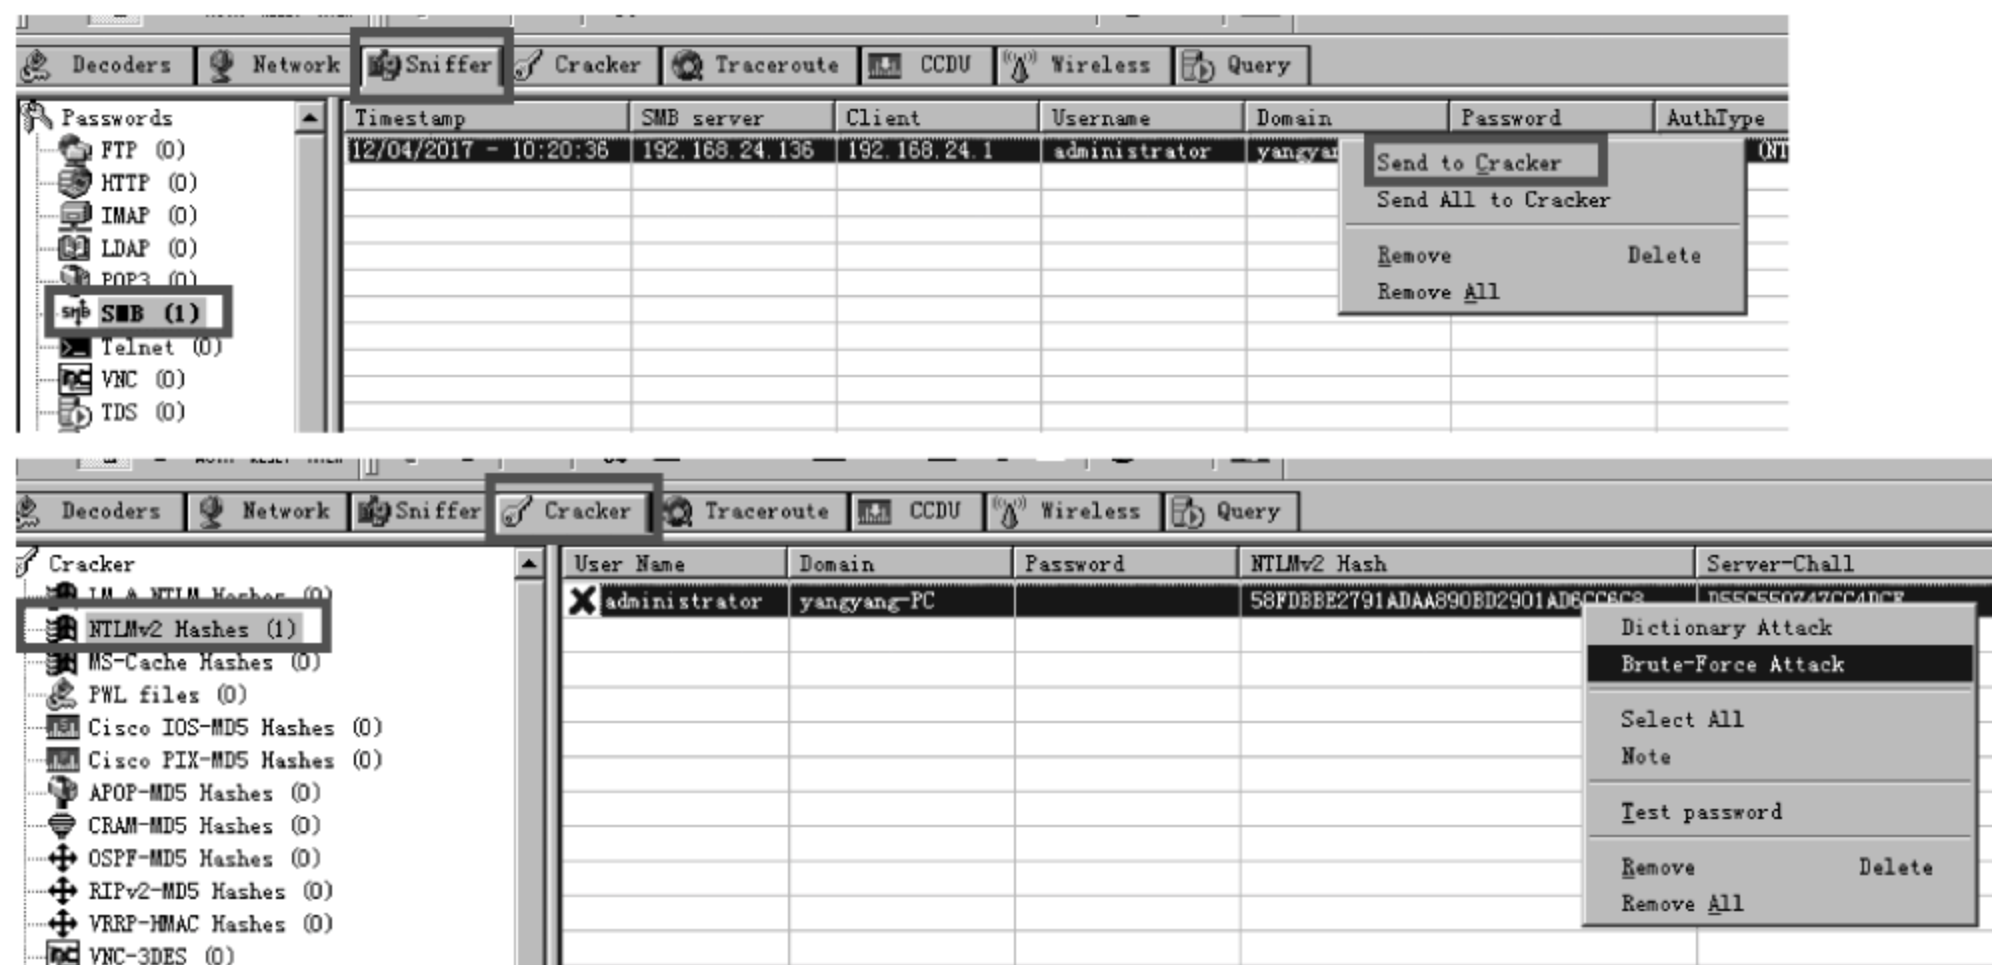 Decoders Network Sniffer Cracker Traceroute CCDU Wireless Query
Passwords
FTP (0)
HTTP (0)
IMAP (0)
LDAP (0)
POP3 (0)
SMB (1)
Telnet (0)
VNC (0)
TDS (0)
Timestamp SMB server Client Username Domain Password AuthType
12/04/2017 - 10:20:36 192.168.24.136 192.168.24.1 administrator
Send to Cracker
Send All to Cracker
Remove Delete
Remove All
Decoders Network Sniffer Cracker Traceroute CCDU Wireless Query
Cracker
LM & NTLM Hashes (0)
NTLMv2 Hashes (1)
MS-Cache Hashes (0)
PWL files (0)
Cisco IOS-MD5 Hashes (0)
Cisco PIX-MD5 Hashes (0)
APOP-MD5 Hashes (0)
CRAM-MD5 Hashes (0)
OSPF-MD5 Hashes (0)
RIPv2-MD5 Hashes (0)
VRRP-HMAC Hashes (0)
VNC-3DES (0)
User Name Domain Password NTLMv2 Hash Server-Chall
administrator yangyang-PC 58FDBBE2791ADAA890BD2901AD6CC6C8
Dictionary Attack
Brute-Force Attack
Select All
Note
Test password
Remove Delete
Remove All